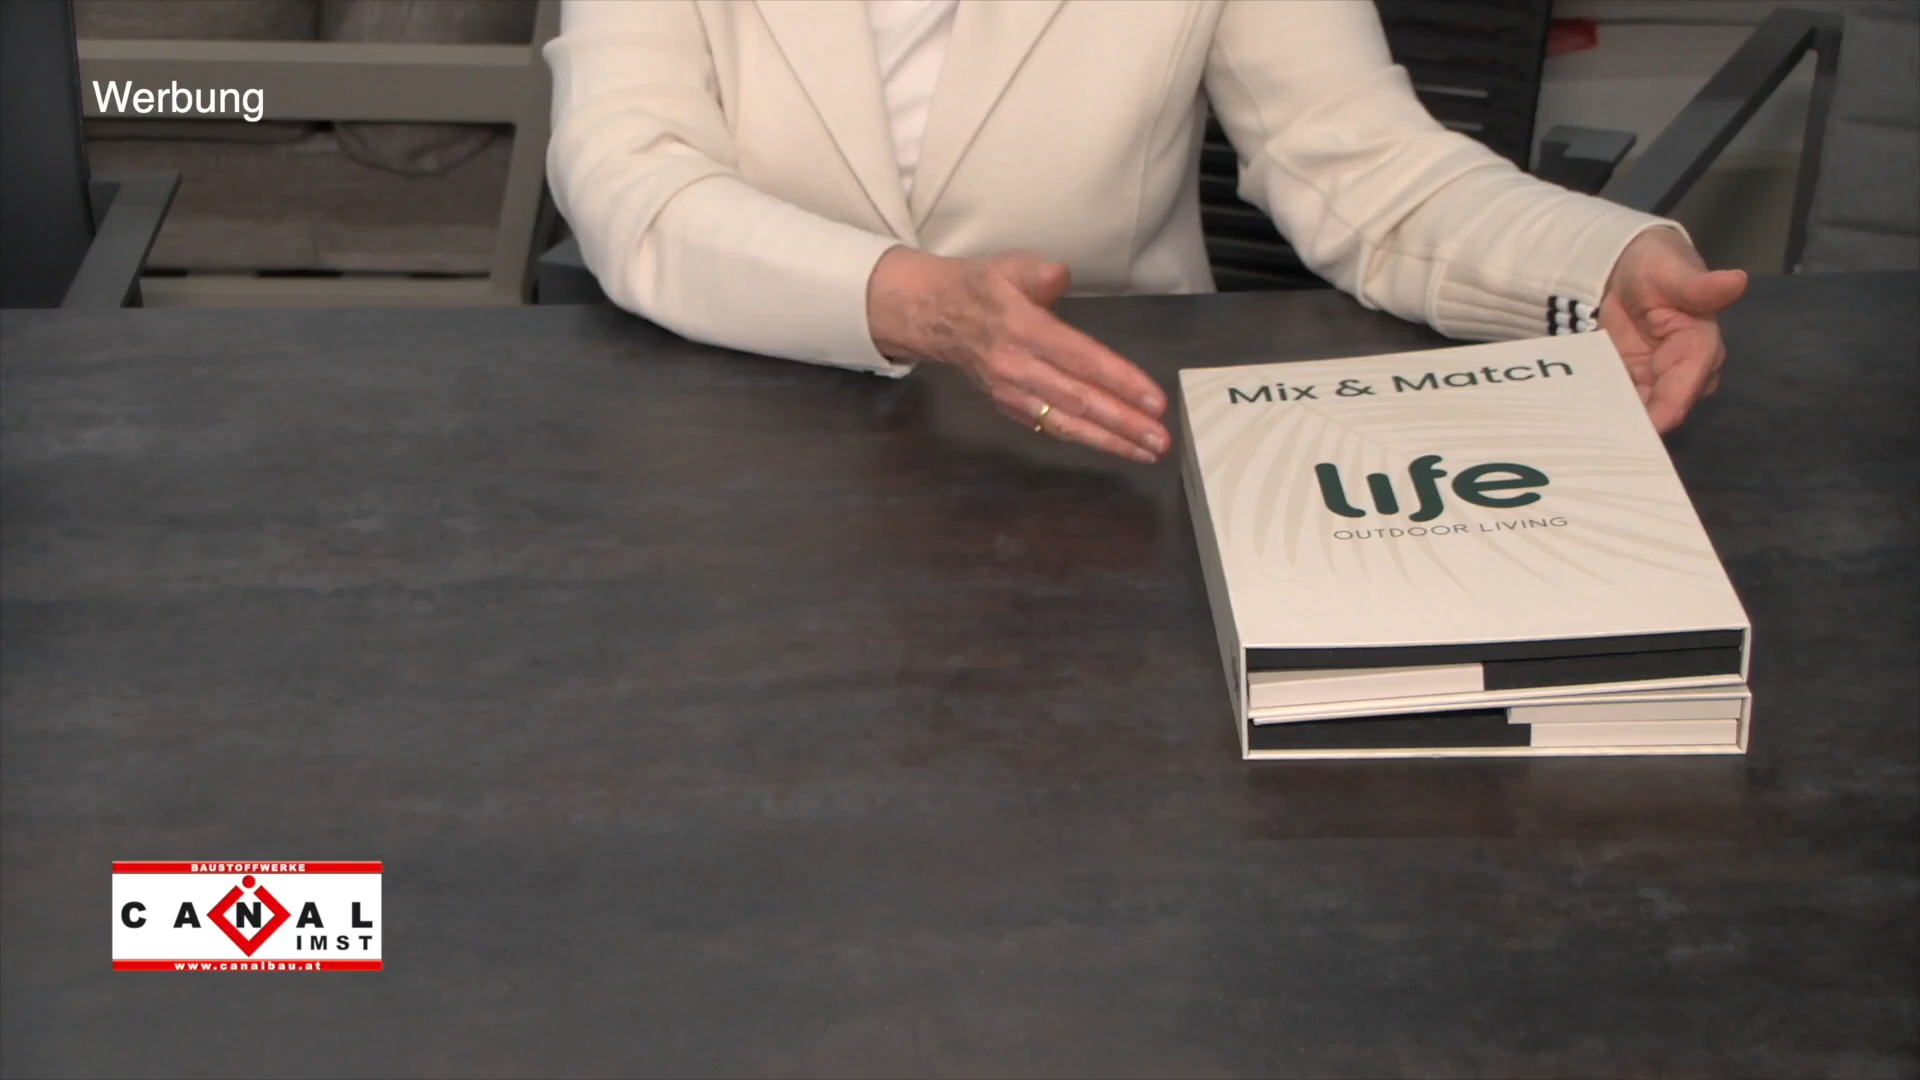 Werbung
Mix & Match
life
OUTDOOR LIVING
BAUSTOFFWERKE
CANAL
IMST
www.canalbau.at